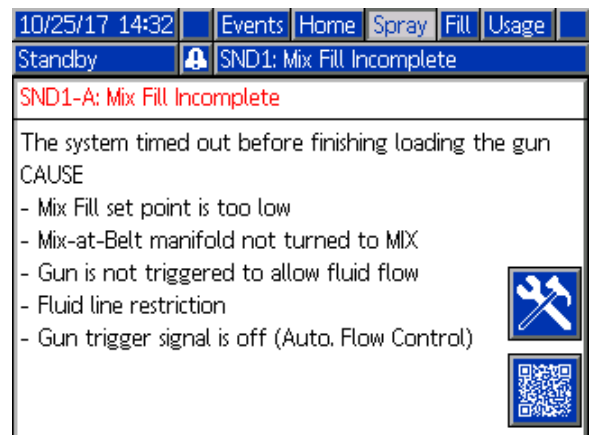 10/25/17 14:32 Events Home Spray Fill Usage
Standby SND1: Mix Fill Incomplete
SND1-A: Mix Fill Incomplete
The system timed out before finishing loading the gun
CAUSE
- Mix Fill set point is too low
- Mix-at-Belt manifold not turned to MIX
- Gun is not triggered to allow fluid flow
- Fluid line restriction
- Gun trigger signal is off (Auto. Flow Control)